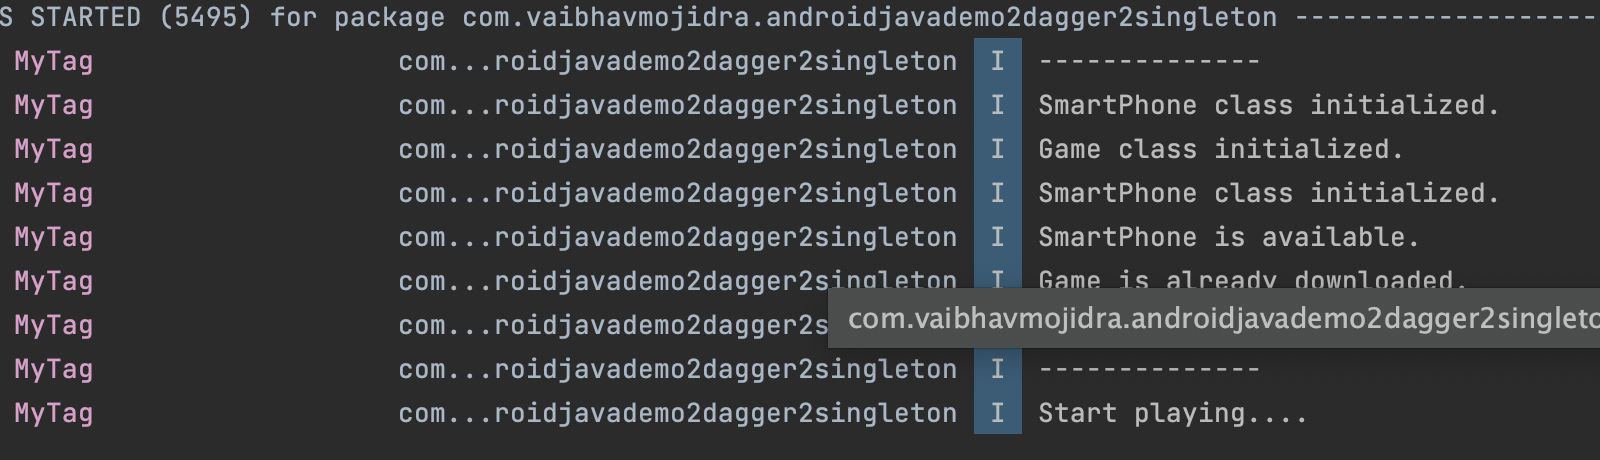 S STARTED (5495) for package com.vaibhavmojidra.androidjavademo2dagger2singleton -------------------
MyTag com...roidjavademo2dagger2singleton I --------------
MyTag com...roidjavademo2dagger2singleton I SmartPhone class initialized.
MyTag com...roidjavademo2dagger2singleton I Game class initialized.
MyTag com...roidjavademo2dagger2singleton I SmartPhone class initialized.
MyTag com...roidjavademo2dagger2singleton I SmartPhone is available.
MyTag com...roidjavademo2dagger2singleton I Game is already downloaded.
MyTag com...roidjavademo2dagger2s com.vaibhavmojidra.androidjavademo2dagger2singleto
MyTag com...roidjavademo2dagger2singleton I --------------
MyTag com...roidjavademo2dagger2singleton I Start playing....